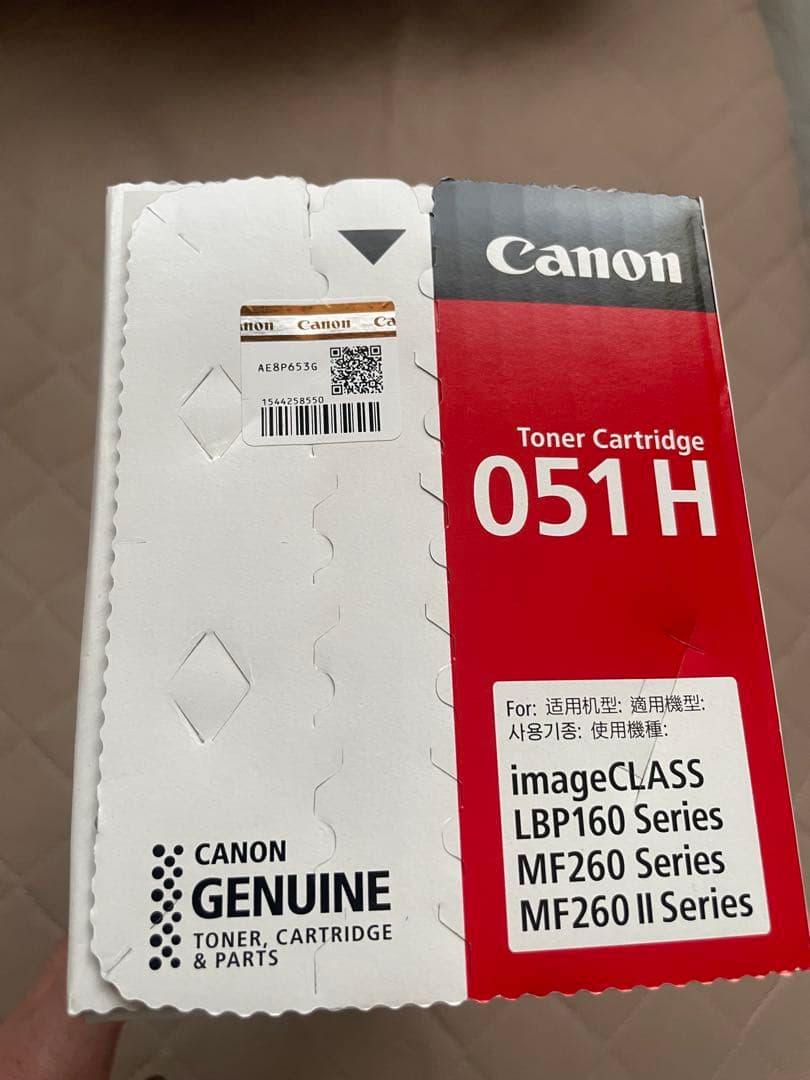 Canon
Canon
AE8P653G
1544258550
Toner Cartridge
051 H
For: 适用机型: 適用機型:
사용기종: 使用機種:
imageCLASS
LBP160 Series
MF260 Series
MF260 II Series
CANON
GENUINE
TONER, CARTRIDGE
& PARTS